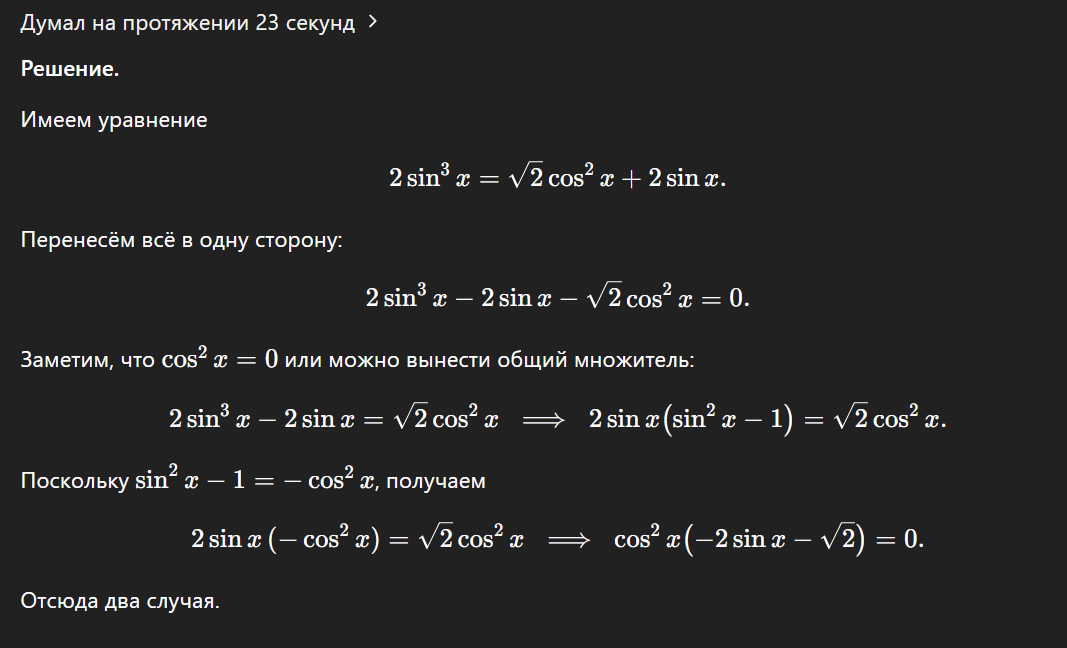 Думал на протяжении 23 секунд >
Решение.
Имеем уравнение
2 sin³ x = √2 cos² x + 2 sin x.
Перенесём всё в одну сторону:
2 sin³ x − 2 sin x − √2 cos² x = 0.
Заметим, что cos² x = 0 или можно вынести общий множитель:
2 sin³ x − 2 sin x = √2 cos² x ⟹ 2 sin x(sin² x − 1) = √2 cos² x.
Поскольку sin² x − 1 = − cos² x, получаем
2 sin x (− cos² x) = √2 cos² x ⟹ cos² x(−2 sin x − √2) = 0.
Отсюда два случая.